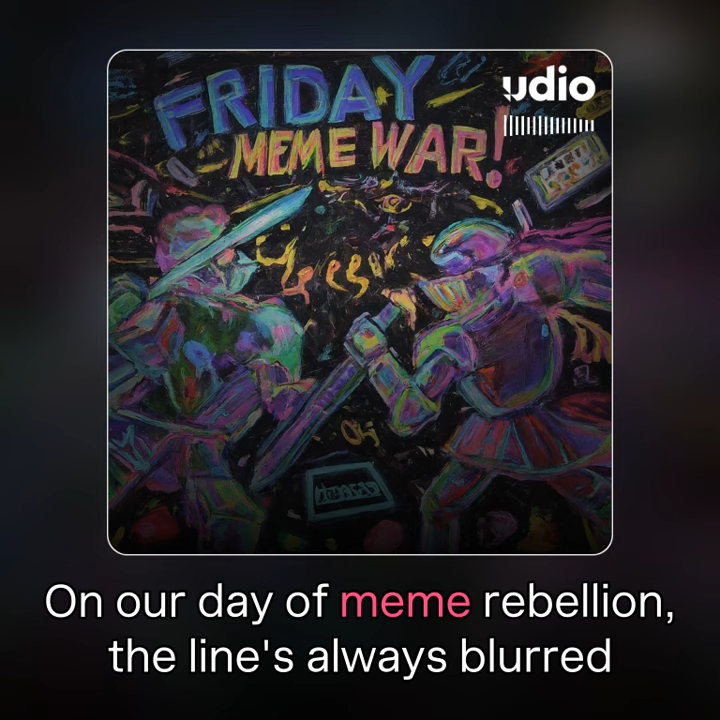 FRIDAY
udio
MEME WAR!
On our day of meme rebellion,
the line's always blurred